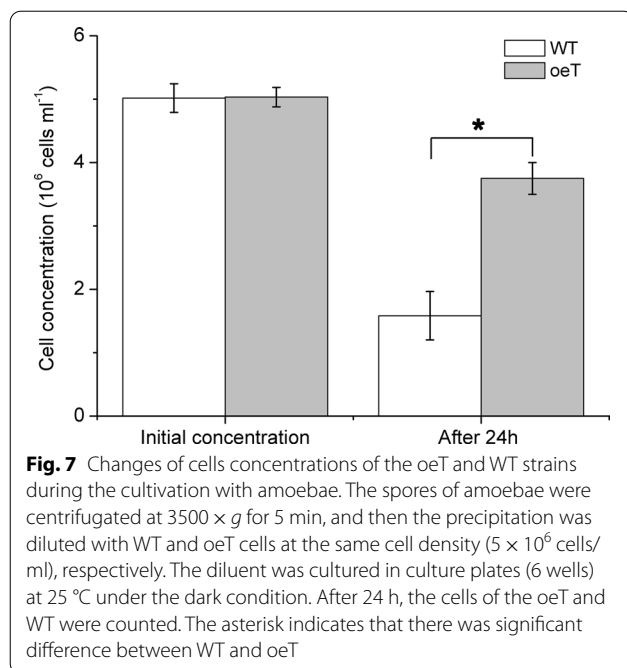 6
WT
oeT
*
4
2
0
Cell concentration (10⁶ cells ml⁻¹)
Initial concentration
After 24h
Fig. 7 Changes of cells concentrations of the oeT and WT strains
during the cultivation with amoebae. The spores of amoebae were
centrifugated at 3500 × g for 5 min, and then the precipitation was
diluted with WT and oeT cells at the same cell density (5 × 10⁶ cells/
ml), respectively. The diluent was cultured in culture plates (6 wells)
at 25 °C under the dark condition. After 24 h, the cells of the oeT and
WT were counted. The asterisk indicates that there was significant
difference between WT and oeT